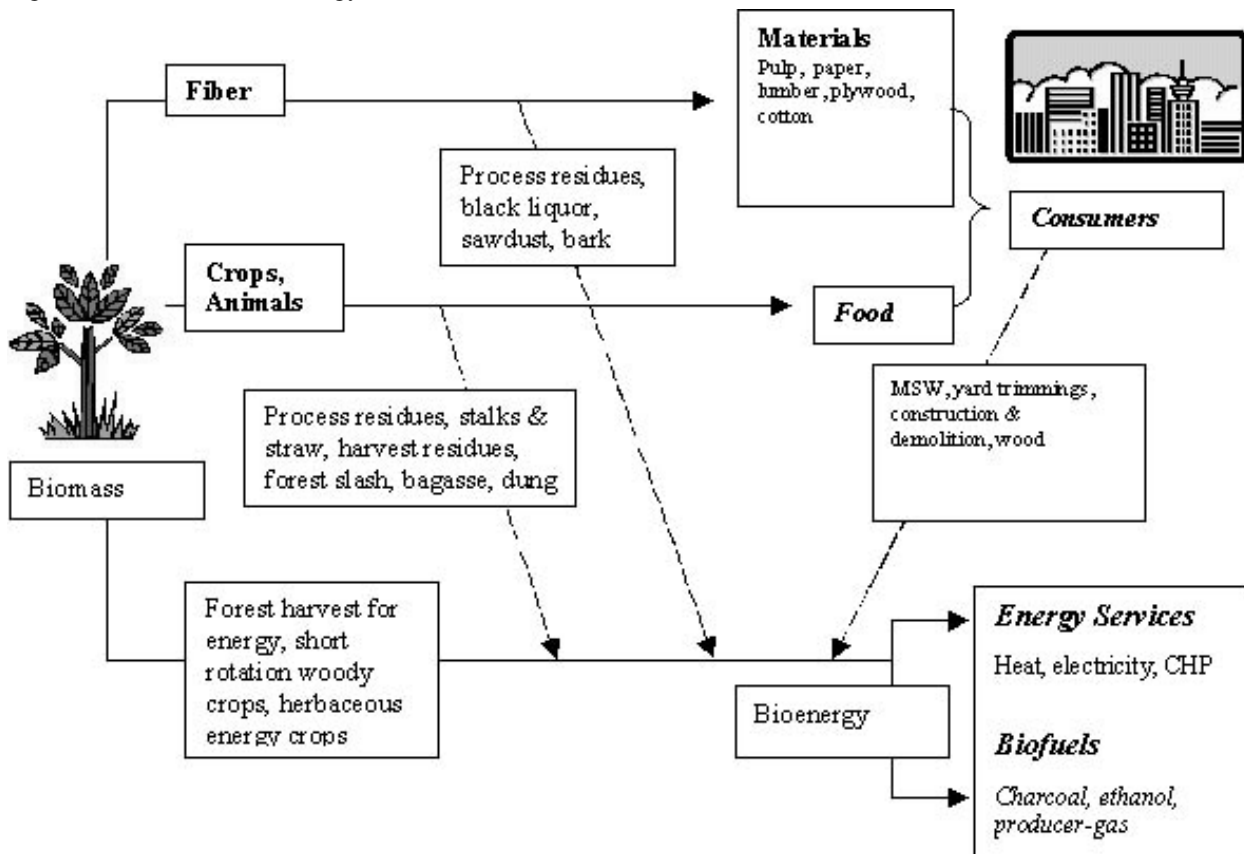 Materials
Pulp, paper,
lumber,plywood,
cotton
Fiber
Process residues,
black liquor,
sawdust, bark
Consumers
Crops,
Animals
Food
MSW,yard trimmings,
construction &
demolition,wood
Process residues, stalks &
straw, harvest residues,
forest slash, bagasse, dung
Biomass
Forest harvest for
energy, short
rotation woody
crops, herbaceous
energy crops
Energy Services
Heat, electricity, CHP
Bioenergy
Biofuels
Charcoal, ethanol,
producer-gas